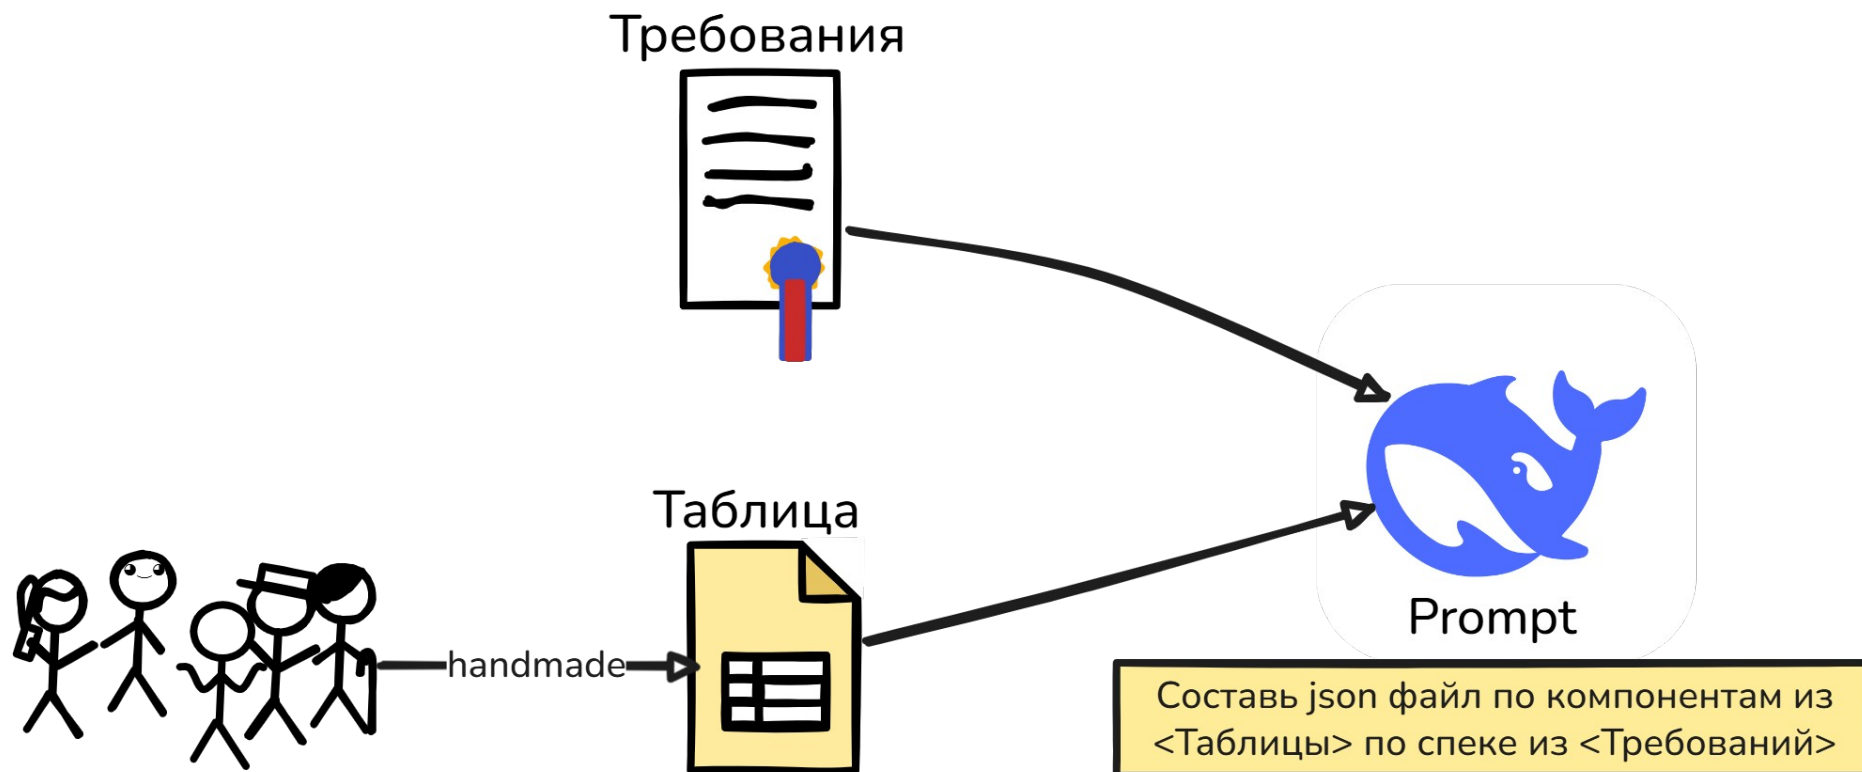 Требования
Таблица
handmade
Prompt
Составь json файл по компонентам из
<Таблицы> по спеке из <Требований>